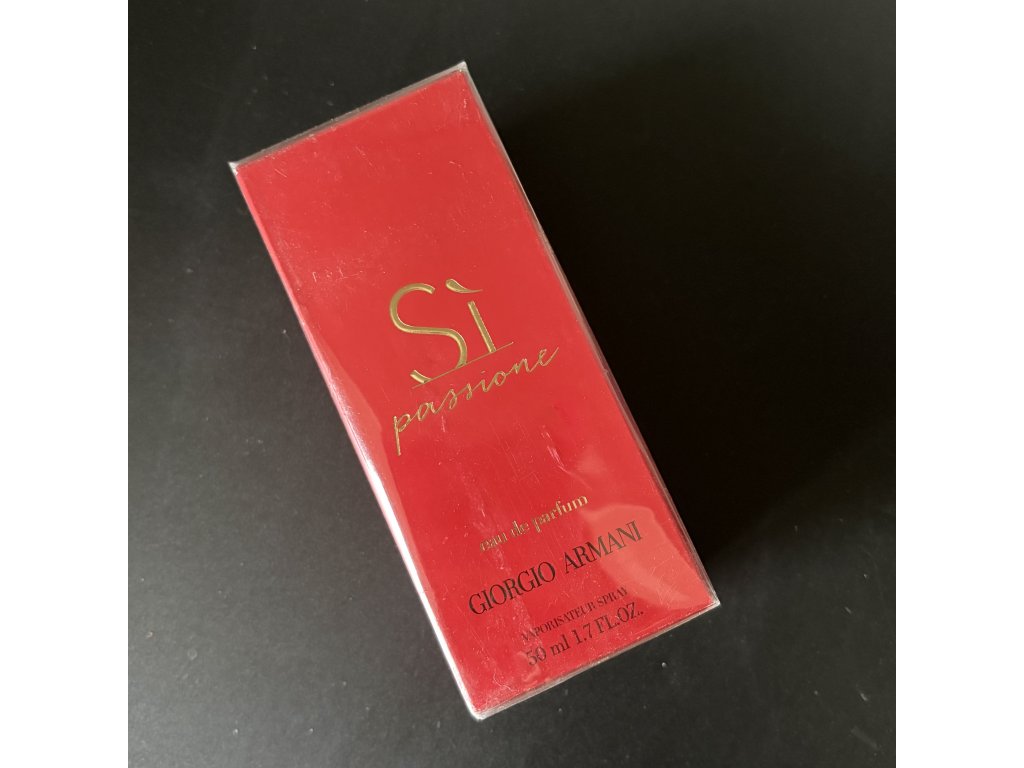 Sì
passione
eau de parfum
GIORGIO ARMANI
VAPORISATEUR SPRAY
50 ml 1.7 FL.OZ.